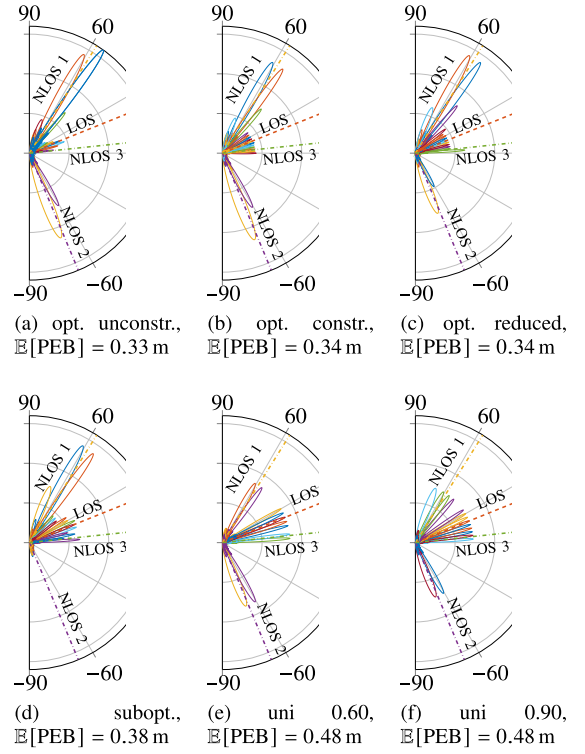 90
60
NLOS 1
LOS
NLOS 3
NLOS 2
−60
−90
(a) opt. unconstr.,
𝔼[PEB] = 0.33 m
90
60
NLOS 1
LOS
NLOS 3
NLOS 2
−60
−90
(b) opt. constr.,
𝔼[PEB] = 0.34 m
90
60
NLOS 1
LOS
NLOS 3
NLOS 2
−60
−90
(c) opt. reduced,
𝔼[PEB] = 0.34 m
90
60
NLOS 1
LOS
NLOS 3
NLOS 2
−60
−90
(d) subopt.,
𝔼[PEB] = 0.38 m
90
60
NLOS 1
LOS
NLOS 3
NLOS 2
−60
−90
(e) uni 0.60,
𝔼[PEB] = 0.48 m
90
60
NLOS 1
LOS
NLOS 3
NLOS 2
−60
−90
(f) uni 0.90,
𝔼[PEB] = 0.48 m